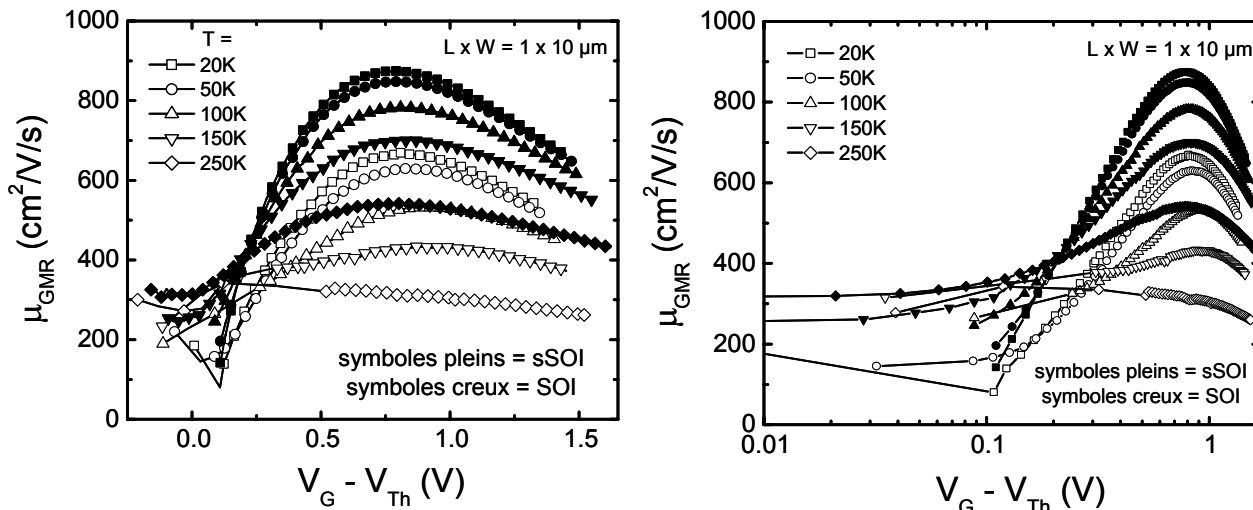 1000
800
600
400
200
0
μGMR (cm2/V/s)
T =
20K
50K
100K
150K
250K
L x W = 1 x 10 µm
symboles pleins = sSOI
symboles creux = SOI
0.0
0.5
1.0
1.5
VG - VTh (V)
1000
800
600
400
200
0
μGMR (cm2/V/s)
20K
50K
100K
150K
250K
L x W = 1 x 10 µm
symboles pleins = sSOI
symboles creux = SOI
0.01
0.1
1
VG - VTh (V)